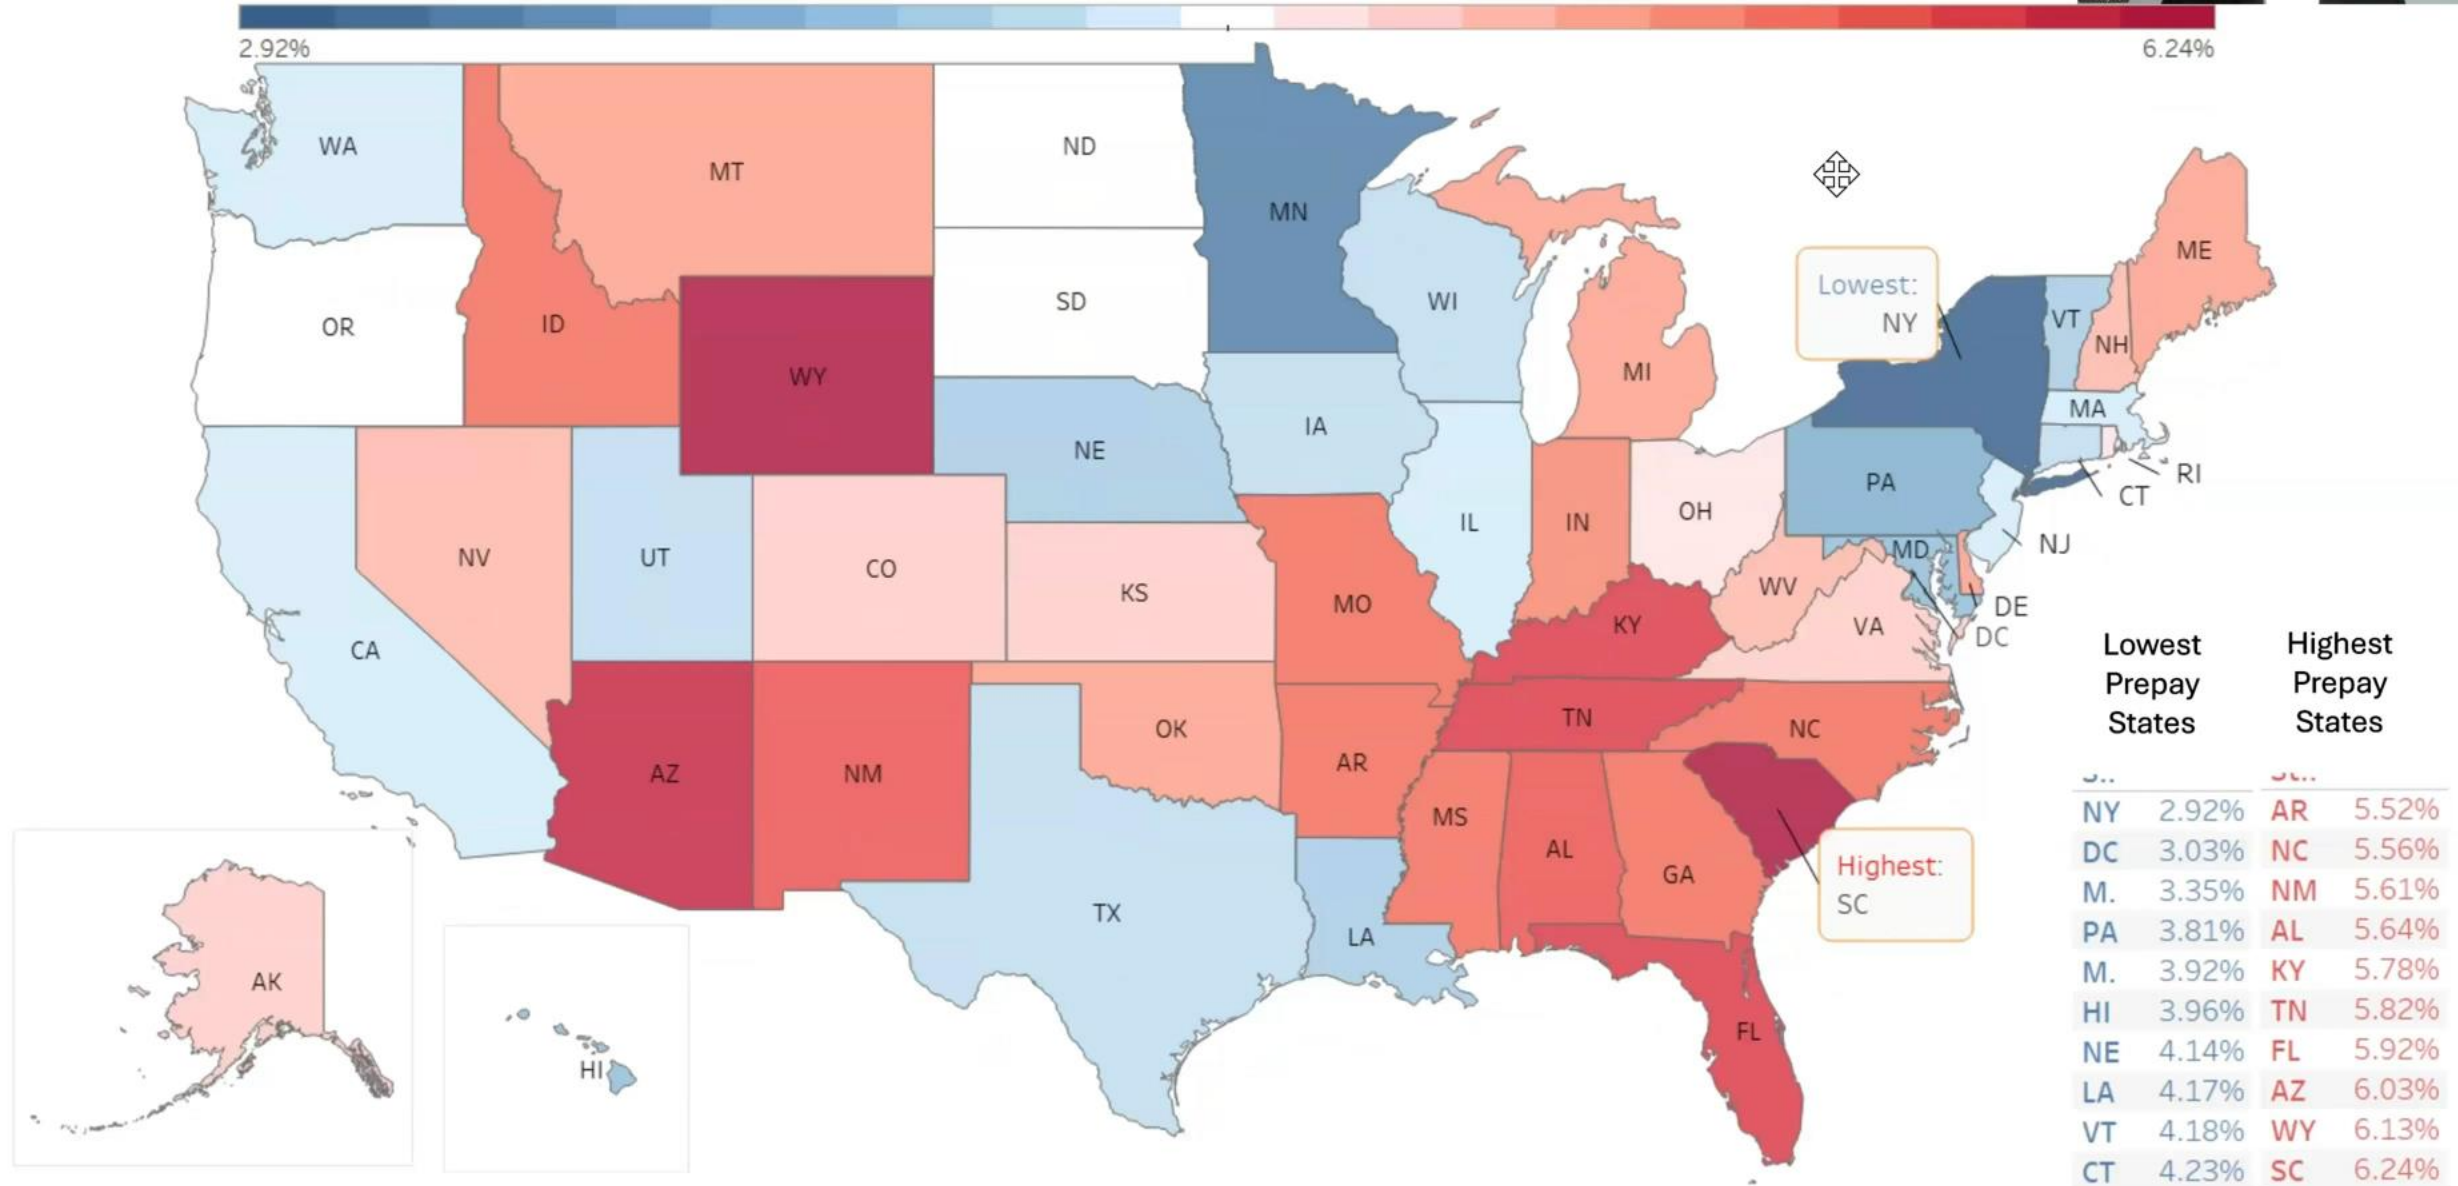 2.92%
6.24%
WA
MT
ND
MN
OR
ID
WY
SD
WI
MI
Lowest:
NY
VT
NH
ME
MA
RI
CT
NJ
NV
UT
CO
NE
KS
IA
IL
MO
IN
OH
PA
MD
DE
DC
WV
VA
KY
CA
AZ
NM
OK
AR
TN
NC
TX
LA
MS
AL
GA
Highest:
SC
FL
AK
HI
Lowest
Prepay
States
Highest
Prepay
States
NY 2.92% AR 5.52%
DC 3.03% NC 5.56%
M. 3.35% NM 5.61%
PA 3.81% AL 5.64%
M. 3.92% KY 5.78%
HI 3.96% TN 5.82%
NE 4.14% FL 5.92%
LA 4.17% AZ 6.03%
VT 4.18% WY 6.13%
CT 4.23% SC 6.24%